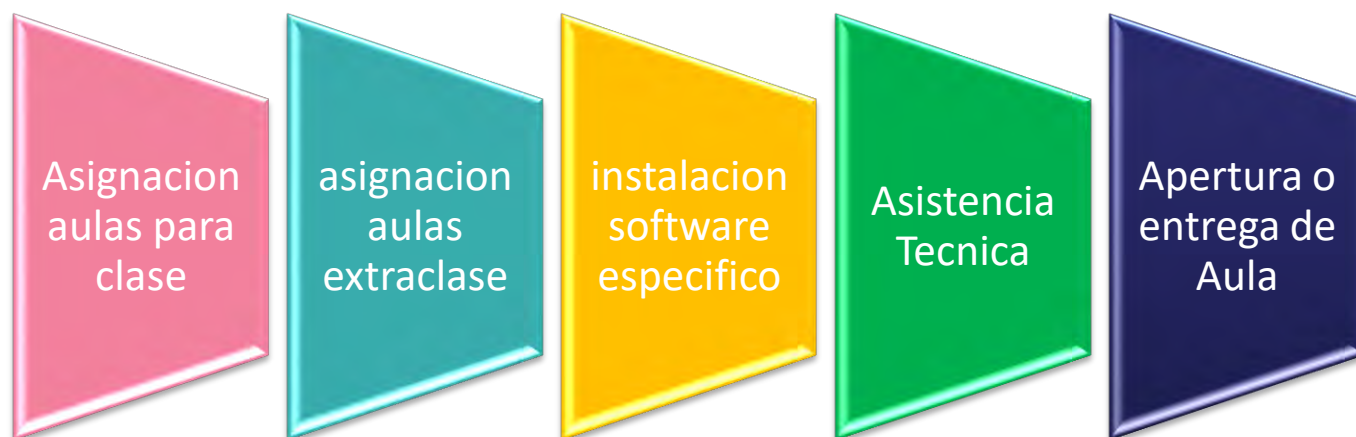 Asignacion
aulas para
clase
asignacion
aulas
extraclase
instalacion
software
especifico
Asistencia
Tecnica
Apertura o
entrega de
Aula